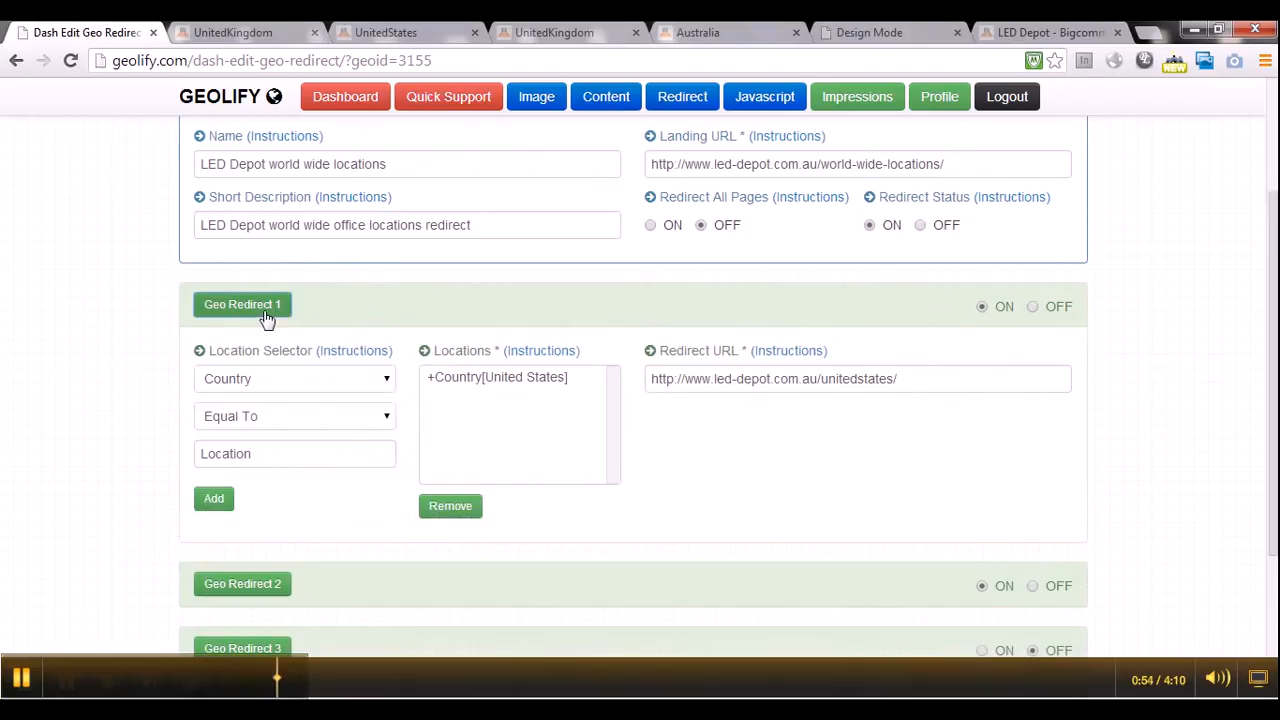 Dash Edit Geo Redirec
UnitedKingdom
UnitedStates
UnitedKingdom
Australia
Design Mode
LED Depot - Bigcomm
geolify.com/dash-edit-geo-redirect/?geoid=3155
GEOLIFY Dashboard Quick Support Image Content Redirect Javascript Impressions Profile Logout
Name (Instructions) Landing URL * (Instructions)
LED Depot world wide locations http://www.led-depot.com.au/world-wide-locations/
Short Description (Instructions) Redirect All Pages (Instructions) Redirect Status (Instructions)
LED Depot world wide office locations redirect ON OFF ON OFF
Geo Redirect 1 ON OFF
Location Selector (Instructions) Locations * (Instructions) Redirect URL * (Instructions)
Country +Country[United States] http://www.led-depot.com.au/unitedstates/
Equal To
Location
Add Remove
Geo Redirect 2 ON OFF
Geo Redirect 3 ON OFF
0:54 / 4:10